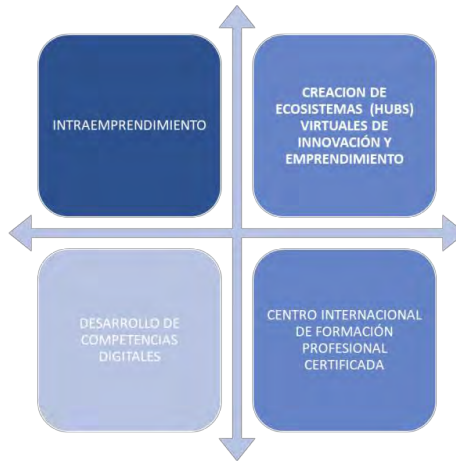 INTRAEMPRENDIMIENTO
CREACION DE
ECOSISTEMAS (HUBS)
VIRTUALES DE
INNOVACIÓN Y
EMPRENDIMIENTO
DESARROLLO DE
COMPETENCIAS
DIGITALES
CENTRO INTERNACIONAL
DE FORMACIÓN
PROFESIONAL
CERTIFICADA